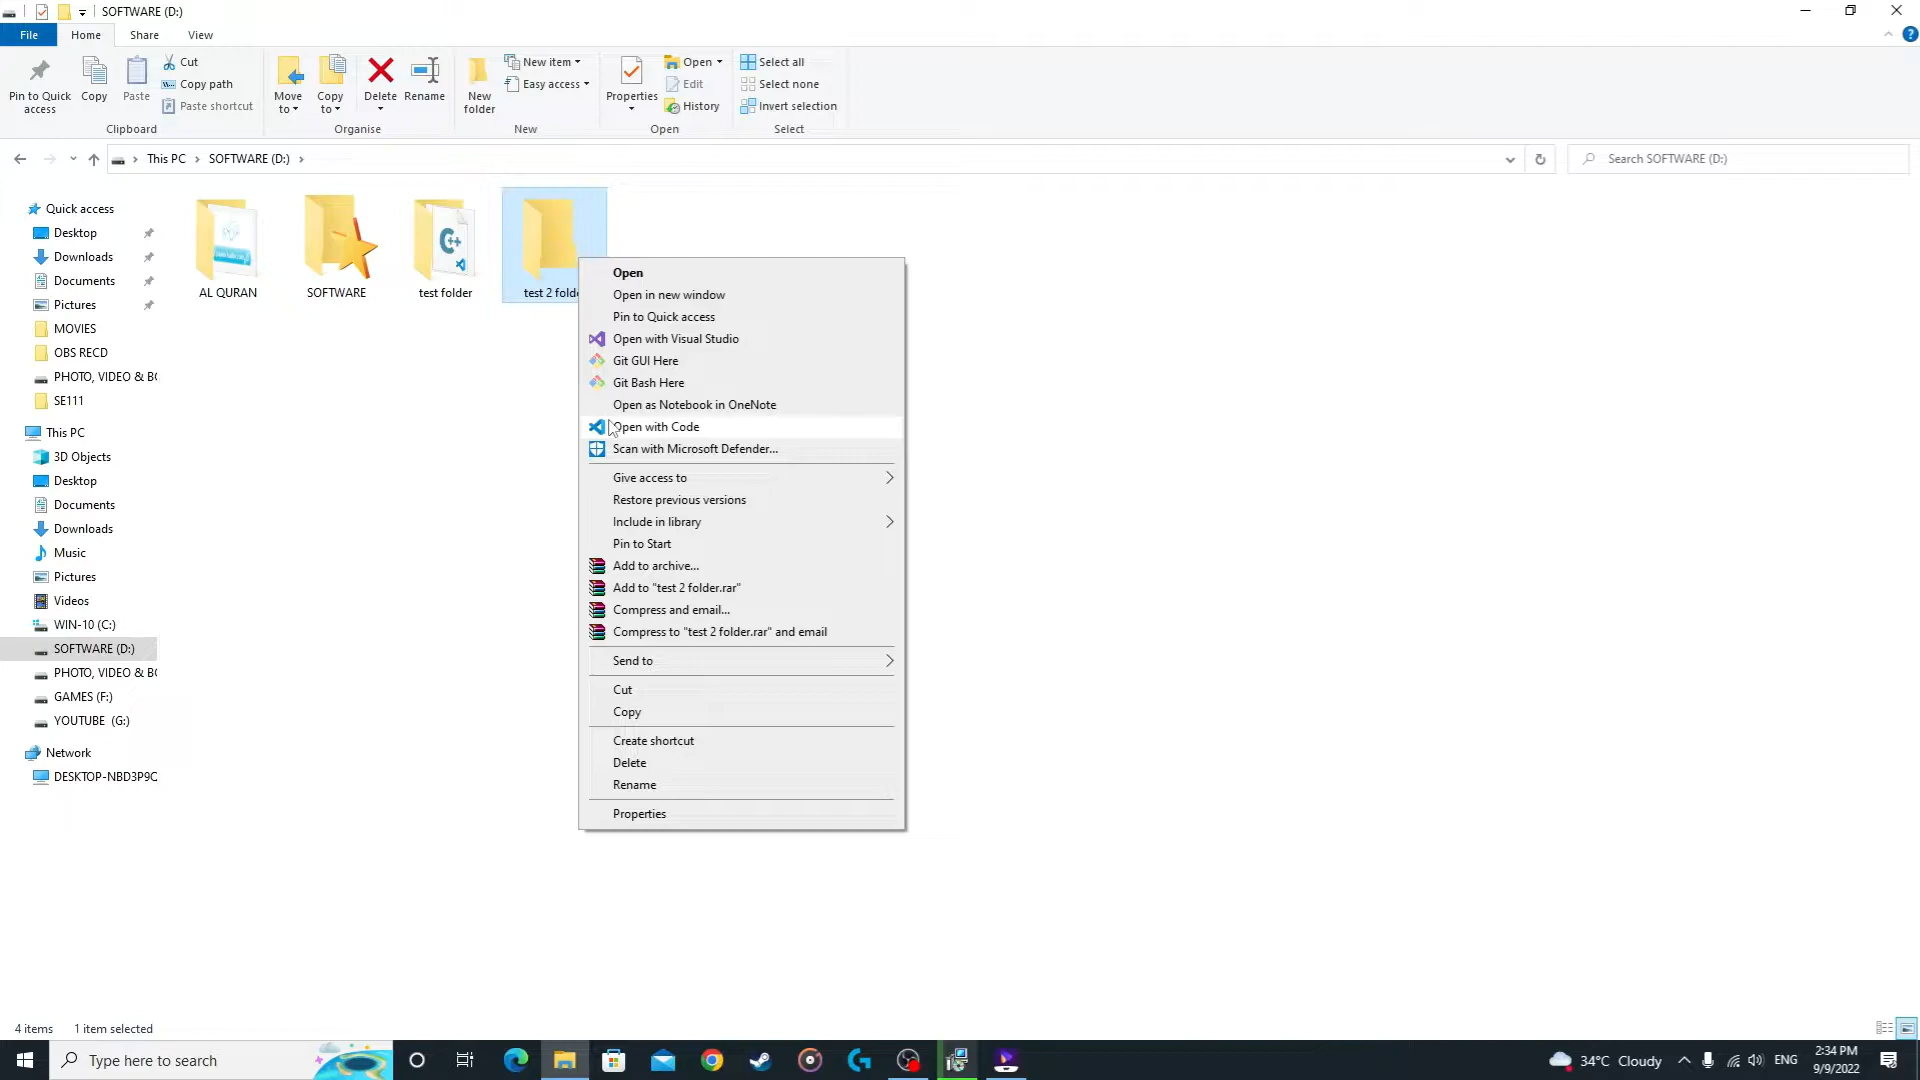 SOFTWARE (D:)
File Home Share View
Pin to Quick access
Copy
Paste
Cut
Copy path
Paste shortcut
Clipboard
Move to
Copy to
Delete
Rename
Organise
New folder
New item
Easy access
New
Properties
Open
Edit
History
Open
Select all
Select none
Invert selection
Select
This PC SOFTWARE (D:)
Search SOFTWARE (D:)
Quick access
Desktop
Downloads
Documents
Pictures
MOVIES
OBS RECD
PHOTO, VIDEO & BO
SE111
This PC
3D Objects
Desktop
Documents
Downloads
Music
Pictures
Videos
WIN-10 (C:)
SOFTWARE (D:)
PHOTO, VIDEO & BO
GAMES (F:)
YOUTUBE (G:)
Network
DESKTOP-NBD3P9C
AL QURAN
SOFTWARE
C++
test folder
test 2 folde
Open
Open in new window
Pin to Quick access
Open with Visual Studio
Git GUI Here
Git Bash Here
Open as Notebook in OneNote
Open with Code
Scan with Microsoft Defender...
Give access to
Restore previous versions
Include in library
Pin to Start
Add to archive...
Add to "test 2 folder.rar"
Compress and email...
Compress to "test 2 folder.rar" and email
Send to
Cut
Copy
Create shortcut
Delete
Rename
Properties
4 items 1 item selected
Type here to search
34°C Cloudy
ENG
2:34 PM
9/9/2022